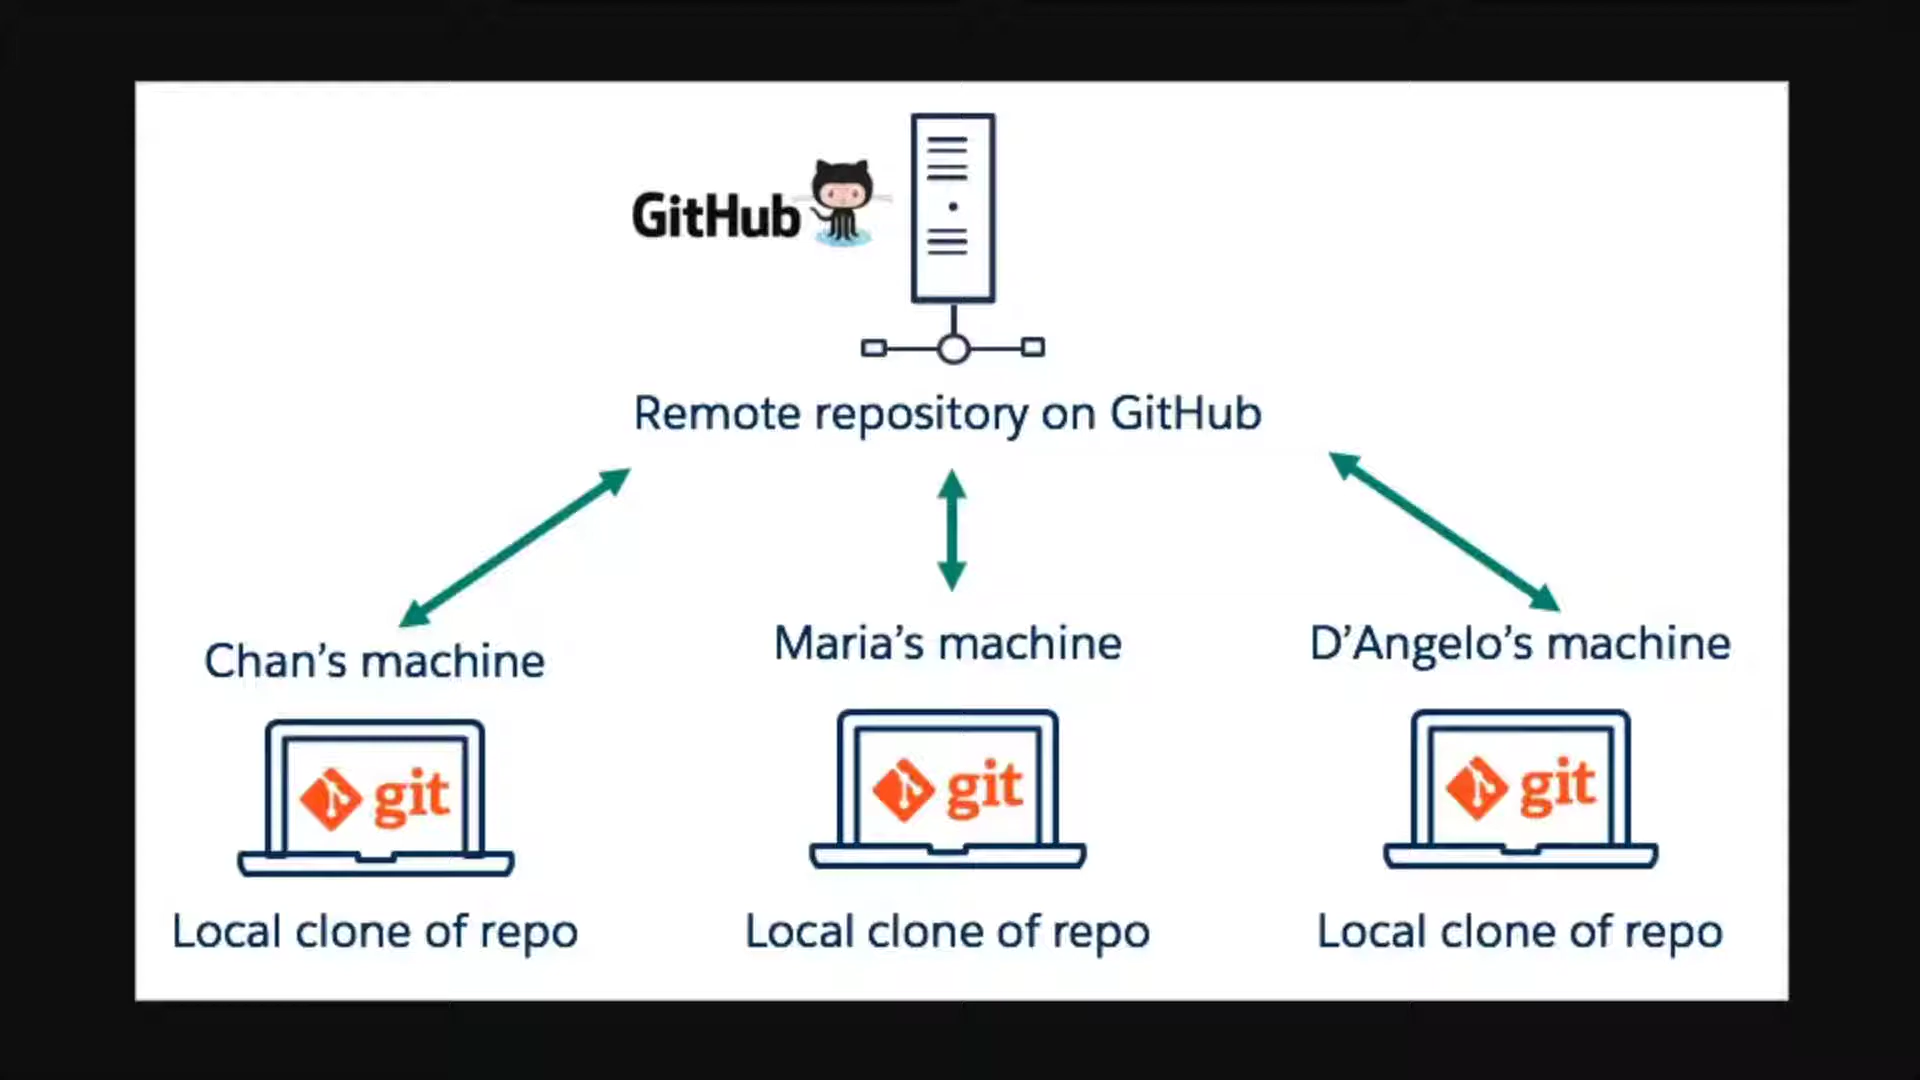 GitHub
Remote repository on GitHub
Chan’s machine
Maria’s machine
D’Angelo’s machine
git
git
git
Local clone of repo
Local clone of repo
Local clone of repo